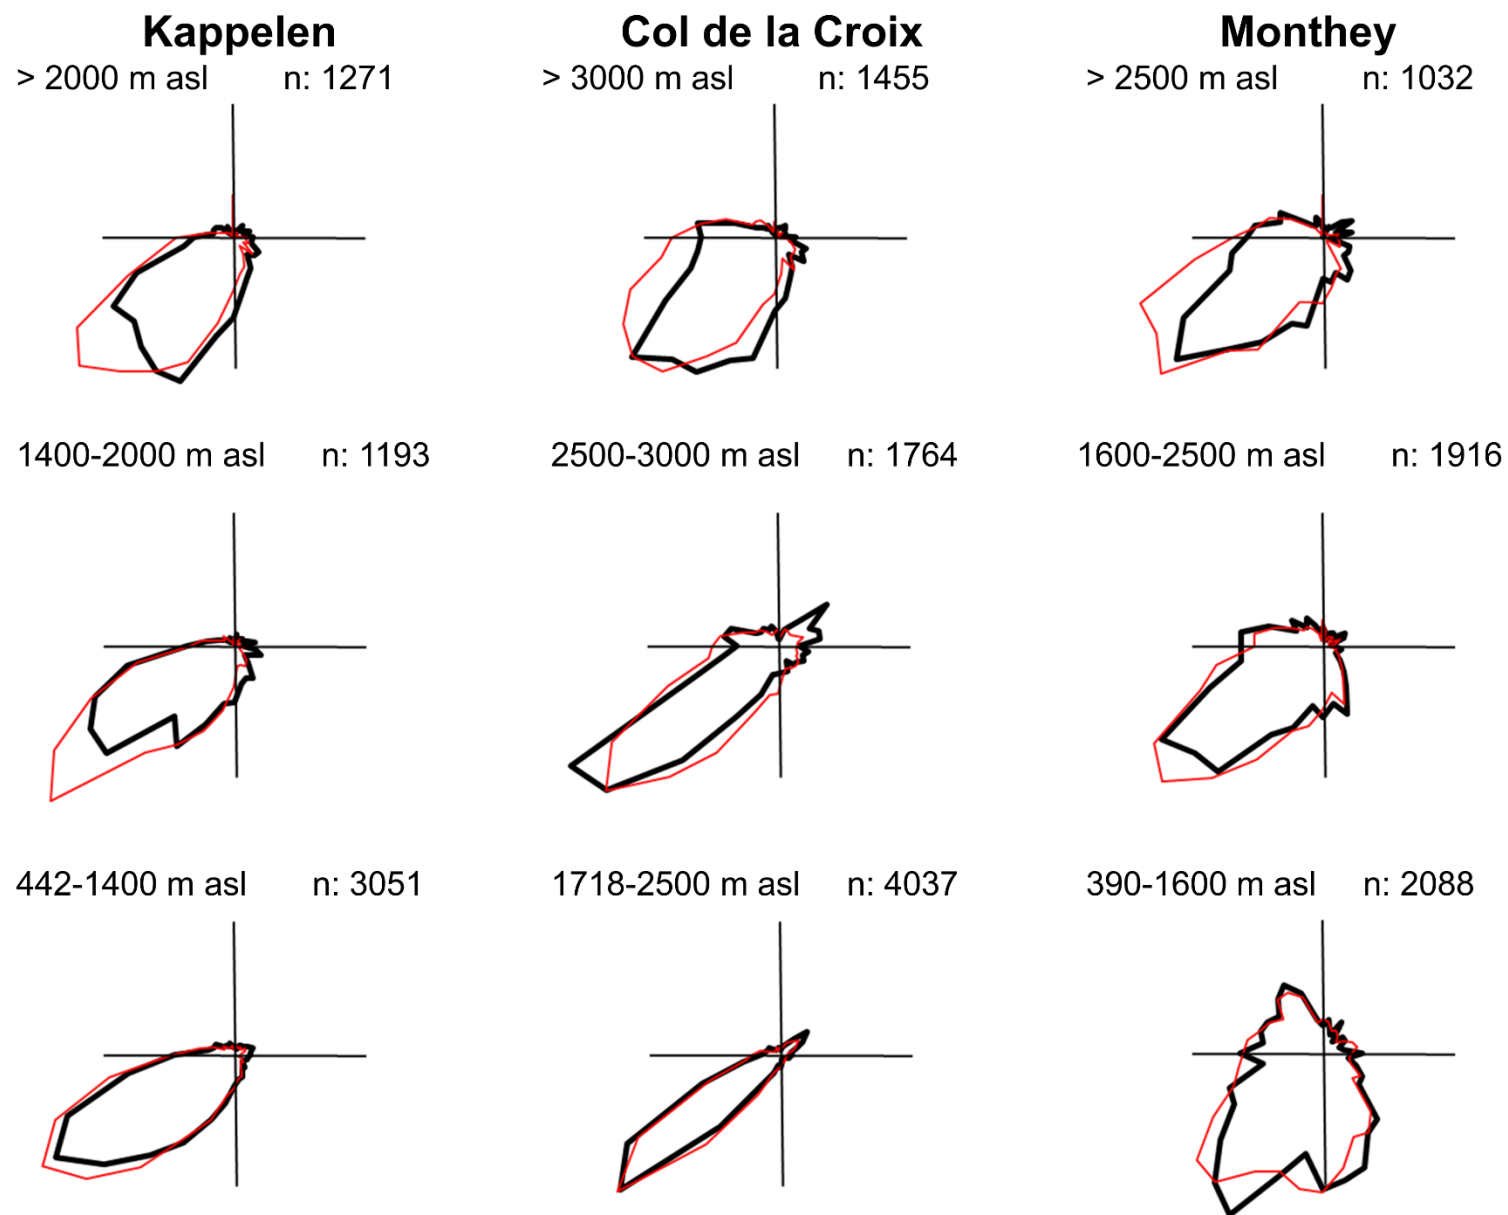 Kappelen Col de la Croix Monthey
> 2000 m asl n: 1271 > 3000 m asl n: 1455 > 2500 m asl n: 1032
1400-2000 m asl n: 1193 2500-3000 m asl n: 1764 1600-2500 m asl n: 1916
442-1400 m asl n: 3051 1718-2500 m asl n: 4037 390-1600 m asl n: 2088